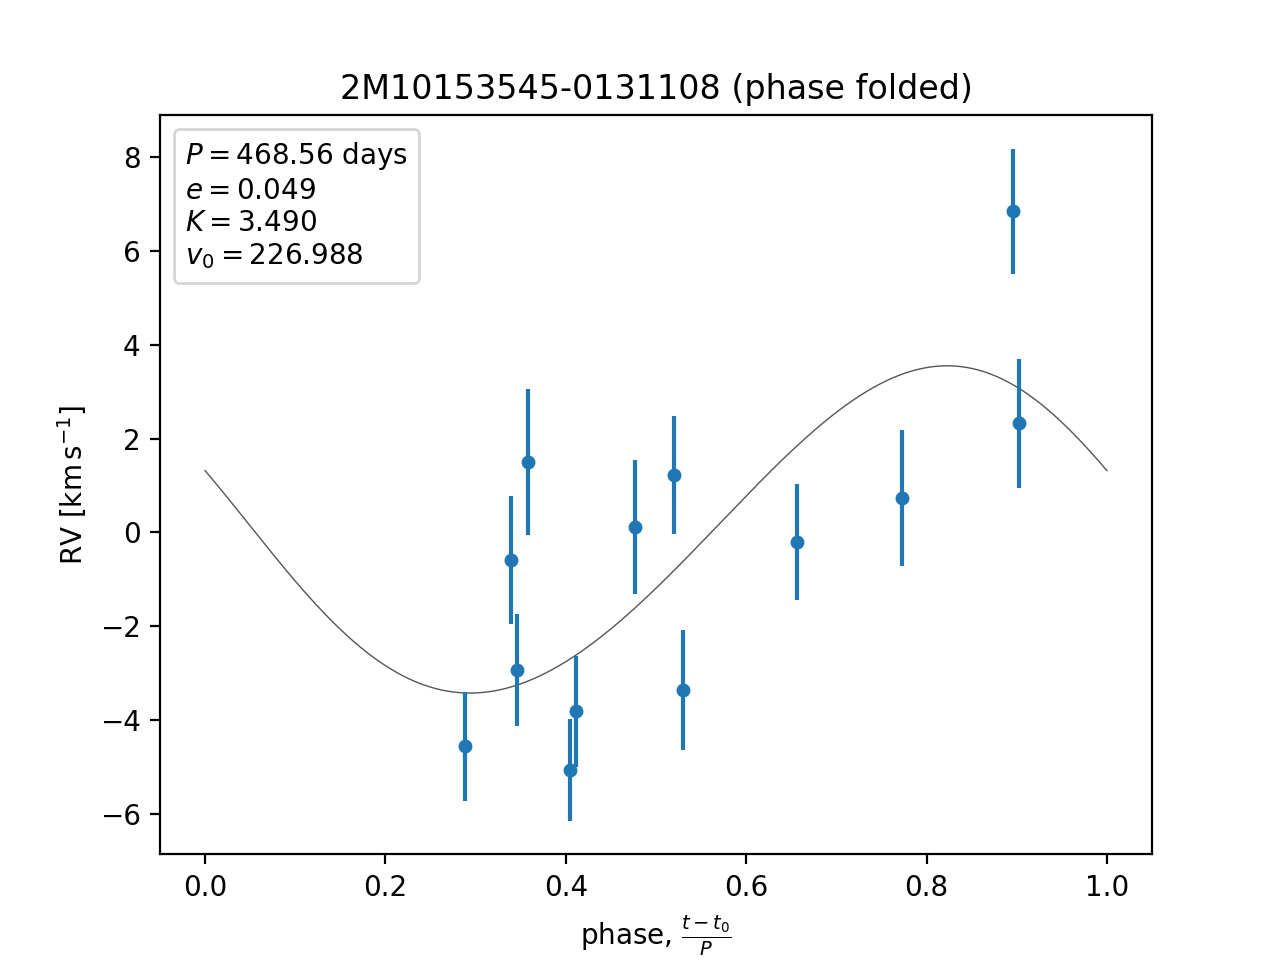 2M10153545-0131108 (phase folded)
P = 468.56 days
e = 0.049
K = 3.490
v₀ = 226.988
8
6
4
2
0
−2
−4
−6
RV [km s⁻¹]
0.0 0.2 0.4 0.6 0.8 1.0
phase, (t − t₀)/P